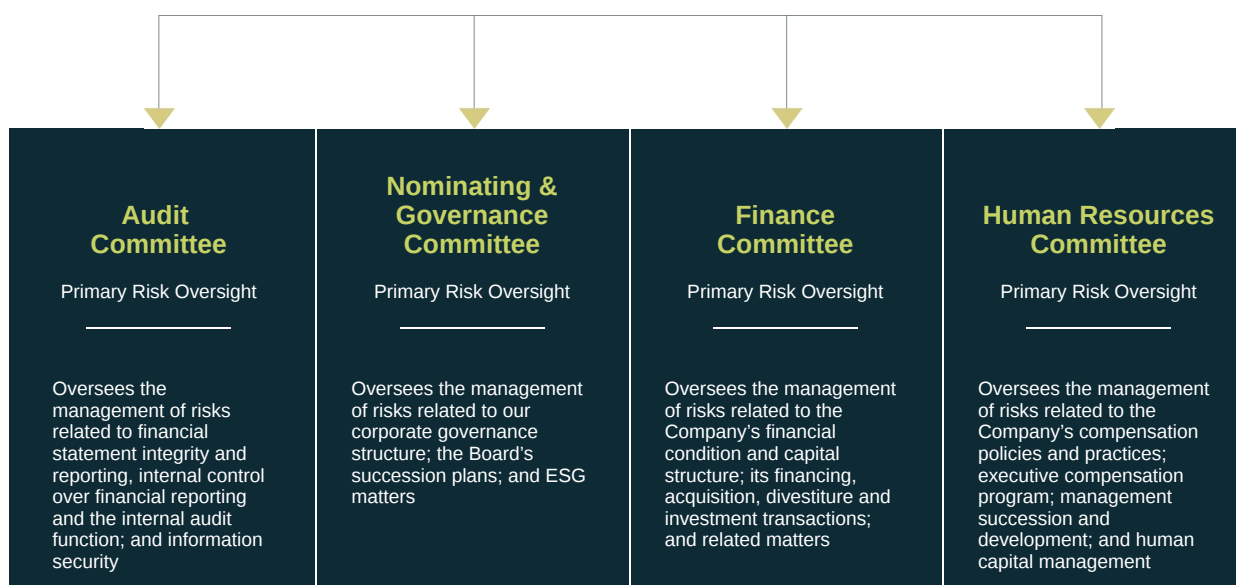 Audit
Committee
Primary Risk Oversight
Oversees the
management of risks
related to financial
statement integrity and
reporting, internal control
over financial reporting
and the internal audit
function; and information
security
Nominating &
Governance
Committee
Primary Risk Oversight
Oversees the management
of risks related to our
corporate governance
structure; the Board’s
succession plans; and ESG
matters
Finance
Committee
Primary Risk Oversight
Oversees the management
of risks related to the
Company’s financial
condition and capital
structure; its financing,
acquisition, divestiture and
investment transactions;
and related matters
Human Resources
Committee
Primary Risk Oversight
Oversees the management
of risks related to the
Company’s compensation
policies and practices;
executive compensation
program; management
succession and
development; and human
capital management